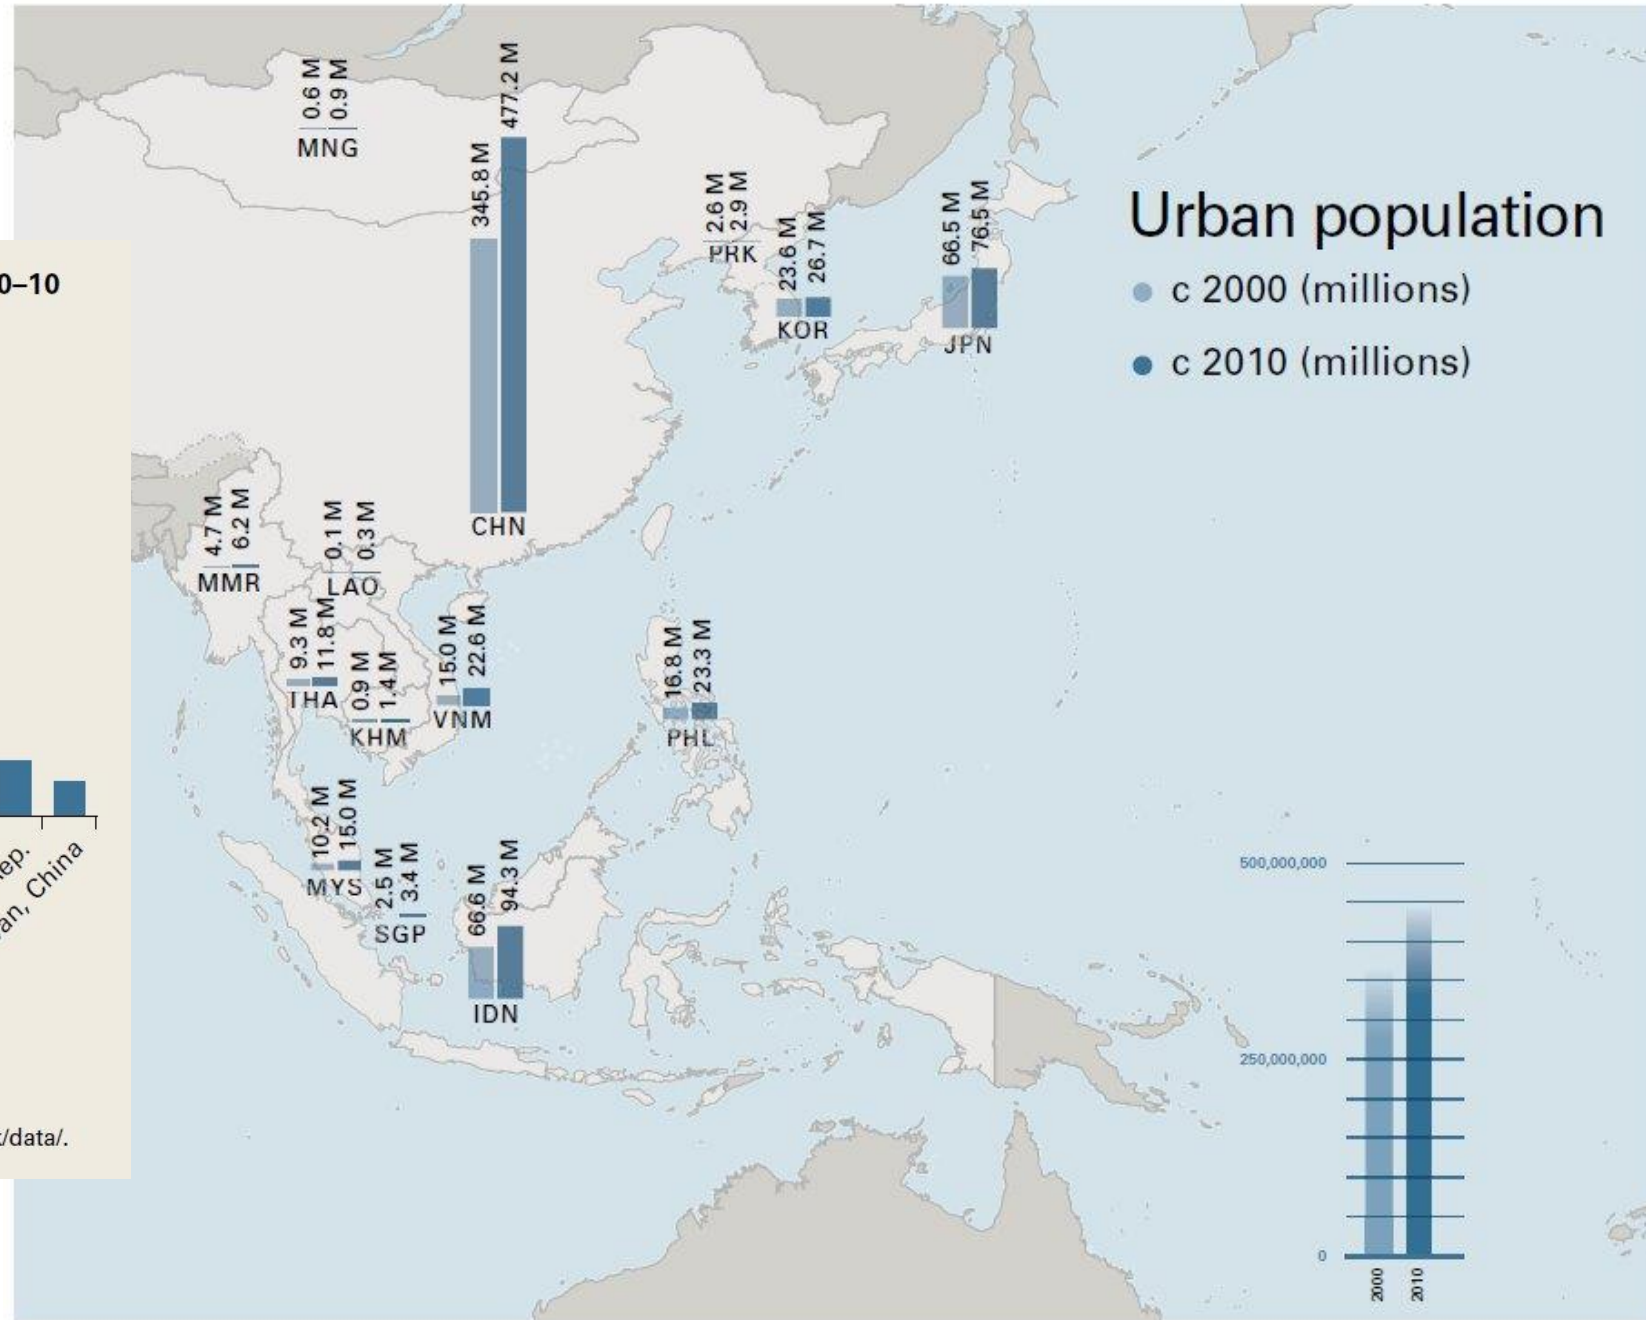 Urban population
c 2000 (millions)
c 2010 (millions)
0.6 M
0.9 M
MNG
345.8 M
477.2 M
CHN
2.6 M
2.9 M
PRK
23.6 M
26.7 M
KOR
66.5 M
76.5 M
JPN
4.7 M
6.2 M
MMR
0.1 M
0.3 M
LAO
9.3 M
11.8 M
THA
0.9 M
1.4 M
KHM
15.0 M
22.6 M
VNM
16.8 M
23.3 M
PHL
10.2 M
15.0 M
MYS
2.5 M
3.4 M
SGP
66.6 M
94.3 M
IDN
500,000,000
250,000,000
0
2000
2010
0–10
ep.
an, China
/data/.